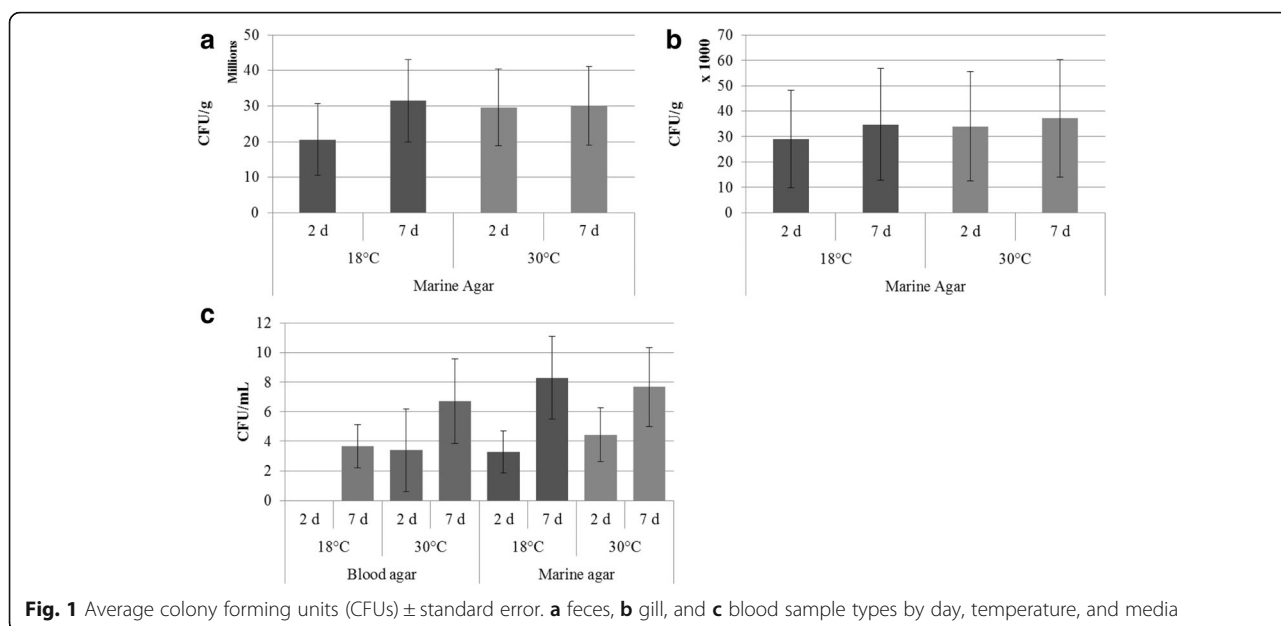 a
Millions
CFU/g
50
40
30
20
10
0
2 d 7 d 2 d 7 d
18°C 30°C
Marine Agar
b
x 1000
CFU/g
70
60
50
40
30
20
10
0
2 d 7 d 2 d 7 d
18°C 30°C
Marine Agar
c
CFU/mL
12
10
8
6
4
2
0
2 d 7 d 2 d 7 d 2 d 7 d 2 d 7 d
18°C 30°C 18°C 30°C
Blood agar Marine agar
Fig. 1 Average colony forming units (CFUs) ± standard error. a feces, b gill, and c blood sample types by day, temperature, and media